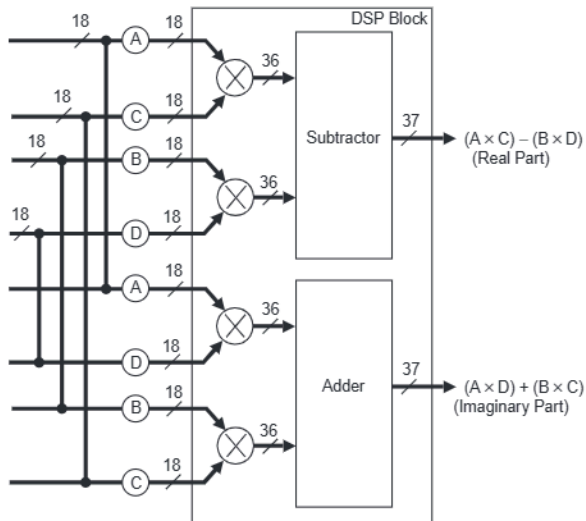 DSP Block
18
A
18
36
18
C
18
Subtractor
37
(A × C) – (B × D)
(Real Part)
18
B
18
36
18
D
18
A
18
36
D
18
Adder
37
(A × D) + (B × C)
(Imaginary Part)
B
18
36
C
18